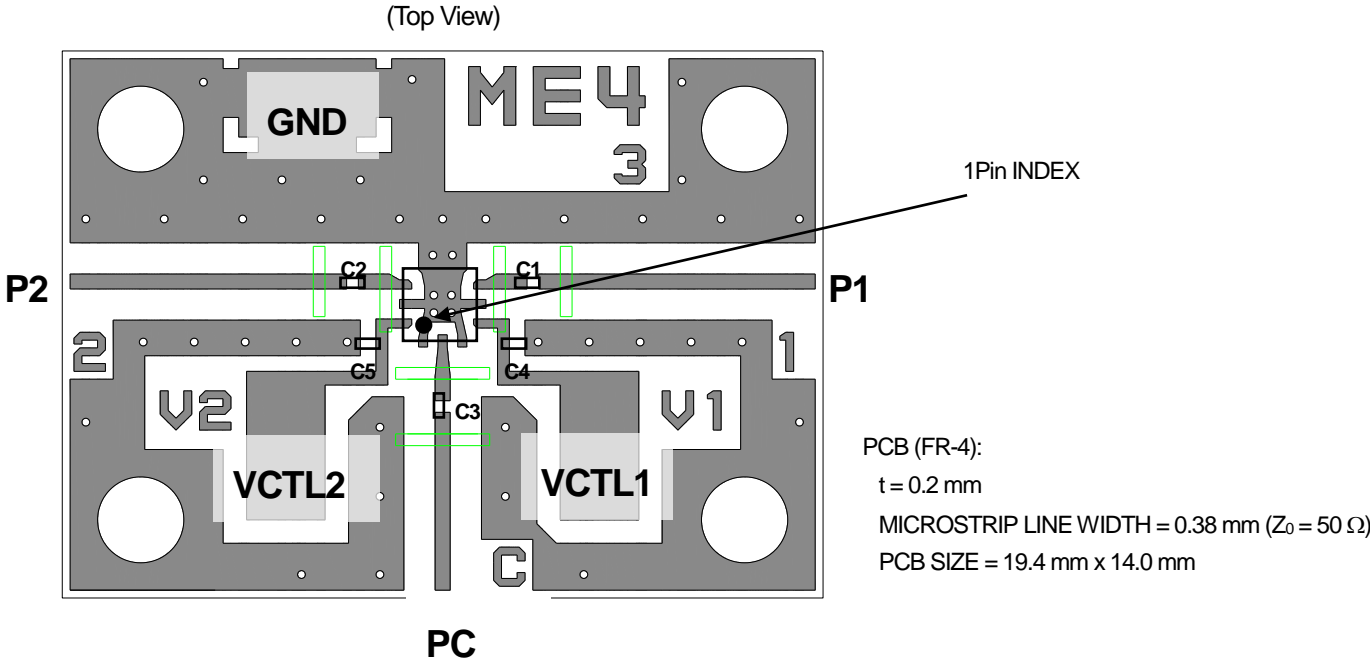 (Top View)
ME4
3
GND
1Pin INDEX
C2
C1
P2
P1
2
1
C5
C4
V2
V1
C3
VCTL2
VCTL1
C
PC
PCB (FR-4):
t = 0.2 mm
MICROSTRIP LINE WIDTH = 0.38 mm (Z₀ = 50 Ω)
PCB SIZE = 19.4 mm x 14.0 mm